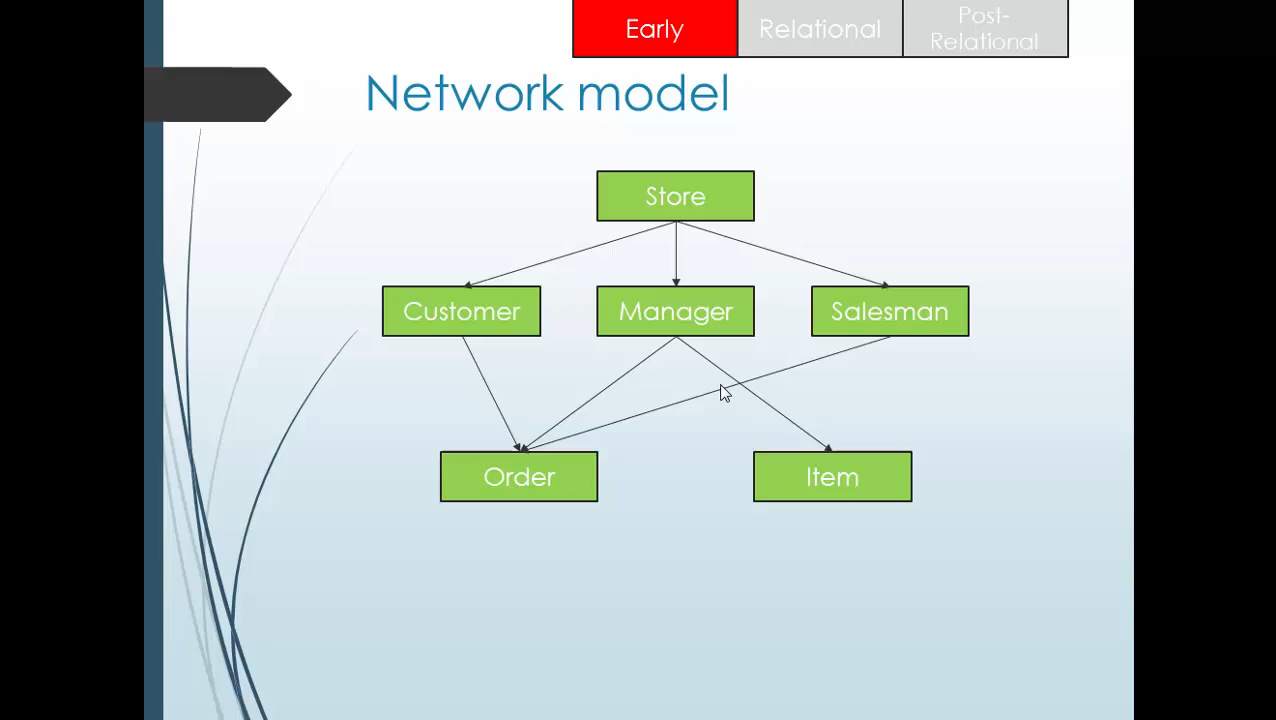 Early
Relational
Post-
Relational
Network model
Store
Customer
Manager
Salesman
Order
Item